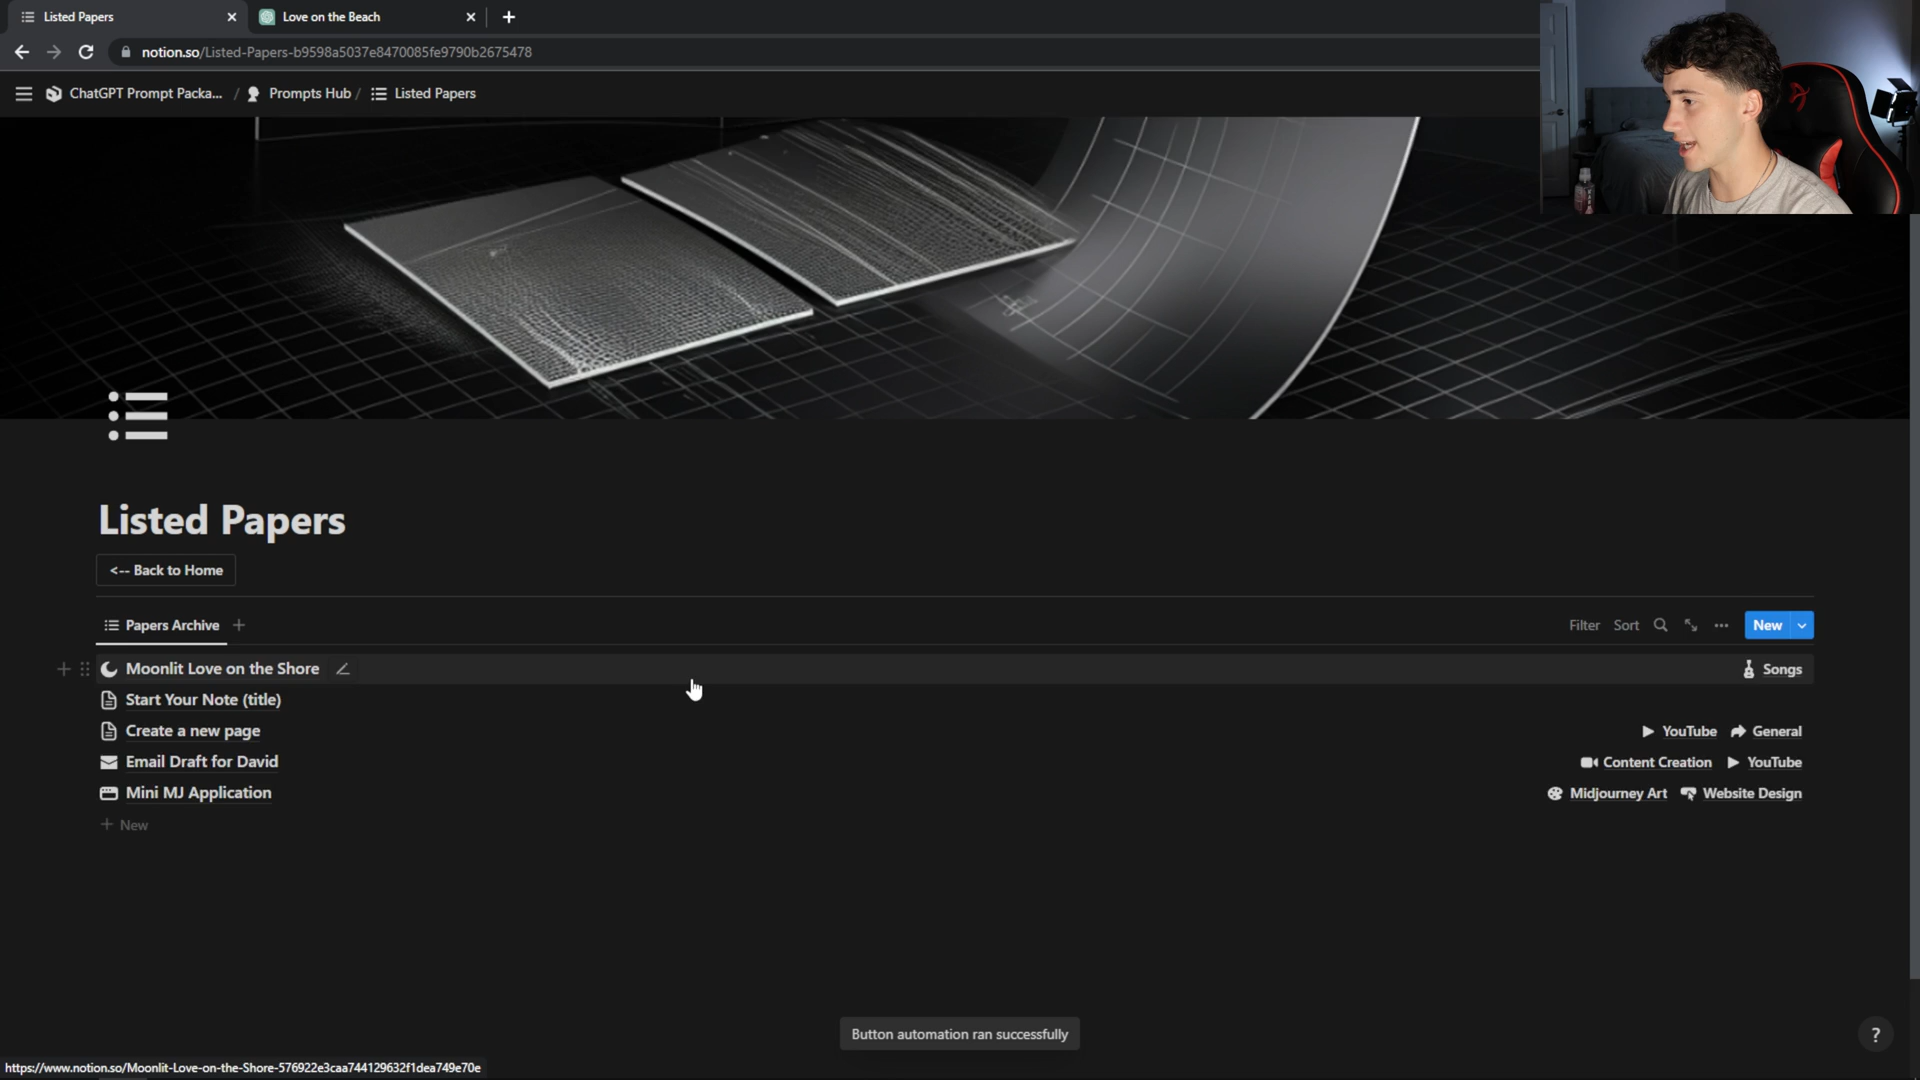 Listed Papers
Love on the Beach
notion.so/Listed-Papers-b9598a5037e8470085fe9790b2675478
ChatGPT Prompt Packa... / Prompts Hub / Listed Papers
Listed Papers
<-- Back to Home
Papers Archive
Filter Sort New
Moonlit Love on the Shore Songs
Start Your Note (title)
Create a new page YouTube General
Email Draft for David Content Creation YouTube
Mini MJ Application Midjourney Art Website Design
+ New
Button automation ran successfully
?
https://www.notion.so/Moonlit-Love-on-the-Shore-576922e3caa744129632f1dea749e70e